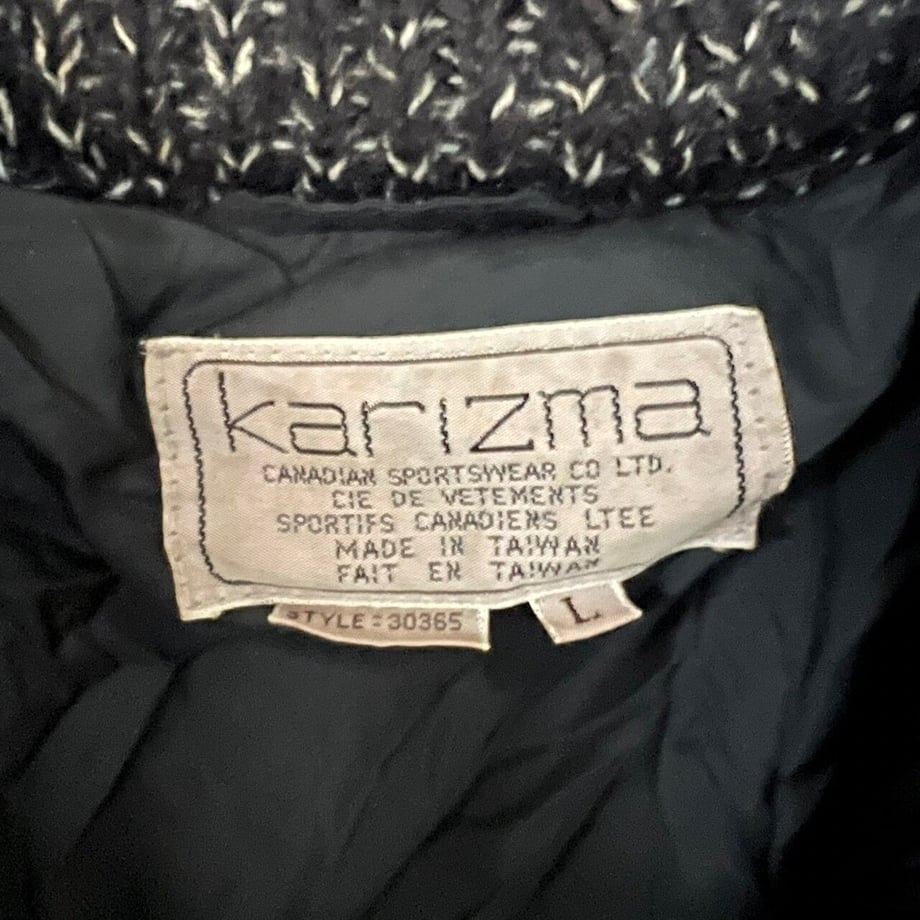 karizma
CANADIAN SPORTSWEAR CO LTD.
CIE DE VETEMENTS
SPORTIFS CANADIENS LTEE
MADE IN TAIWAN
FAIT EN TAIWAN
STYLE:30365
L